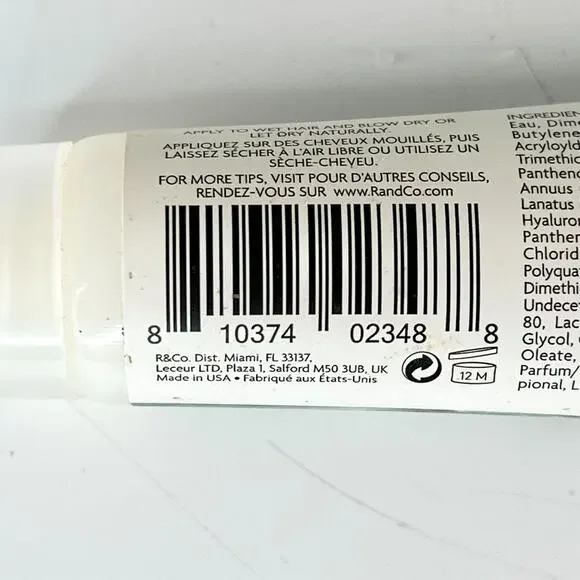 APPLY TO WET HAIR AND BLOW DRY OR
LET DRY NATURALLY.
APPLIQUEZ SUR DES CHEVEUX MOUILLÉS, PUIS
LAISSEZ SÉCHER À L'AIR LIBRE OU UTILISEZ UN
SÈCHE-CHEVEU.
FOR MORE TIPS, VISIT POUR D'AUTRES CONSEILS,
RENDEZ-VOUS SUR www.RandCo.com
8 10374 02348 8
R&Co. Dist. Miami, FL 33137,
Leceur LTD, Plaza 1, Salford M50 3UB, UK
Made in USA • Fabriqué aux États-Unis
12 M
INGREDIEN
Eau, Dime
Butylene
Acryloyld
Trimethic
Panthenc
Annuus
Lanatus
Hyaluron
Panther
Chlorid
Polyquat
Dimethi
Undecet
80, Lac
Glycol,
Oleate,
Parfum/
pional, L